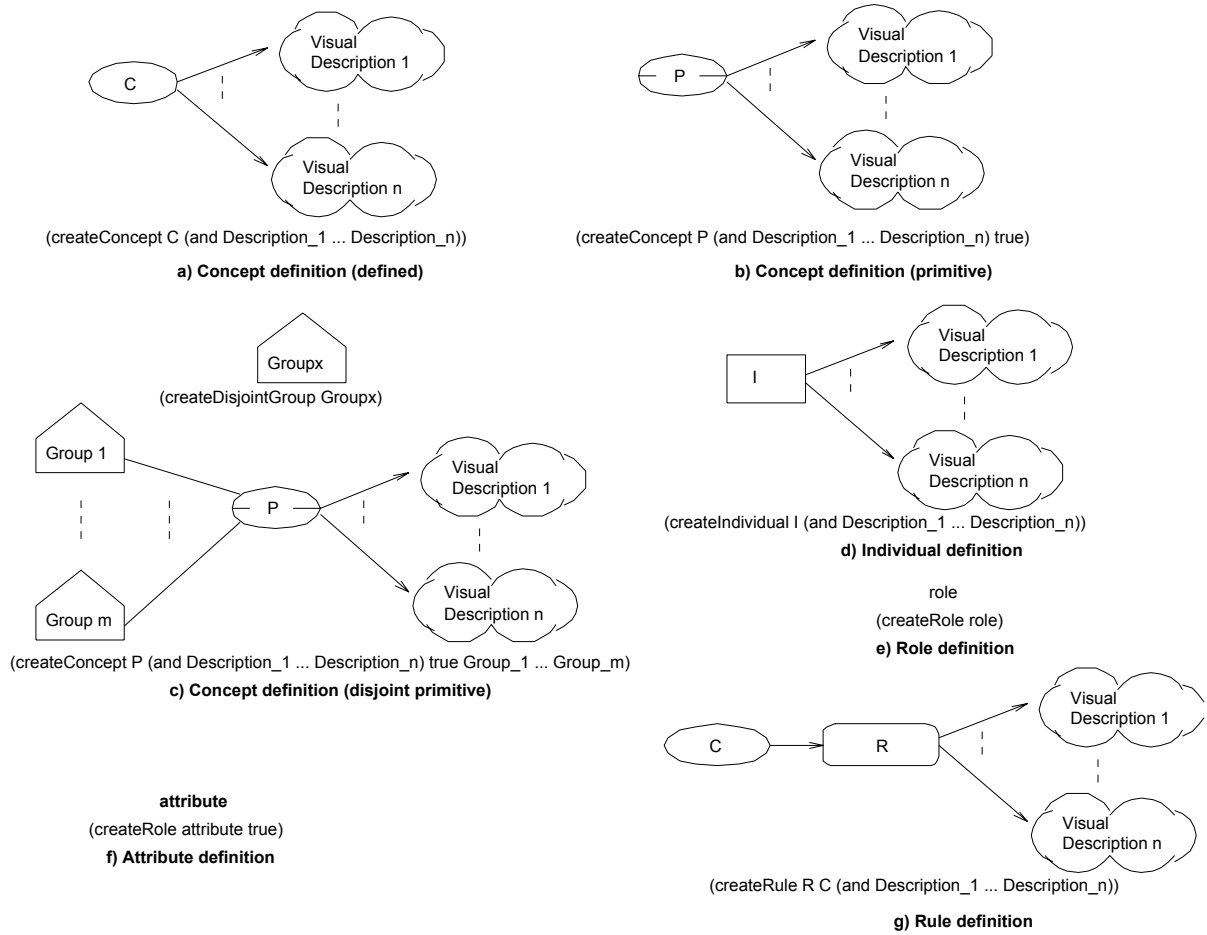 C
Visual
Description 1
Visual
Description n
(createConcept C (and Description_1 ... Description_n))
a) Concept definition (defined)
P
Visual
Description 1
Visual
Description n
(createConcept P (and Description_1 ... Description_n) true)
b) Concept definition (primitive)
Groupx
(createDisjointGroup Groupx)
Group 1
Group m
P
Visual
Description 1
Visual
Description n
(createConcept P (and Description_1 ... Description_n) true Group_1 ... Group_m)
c) Concept definition (disjoint primitive)
I
Visual
Description 1
Visual
Description n
(createIndividual I (and Description_1 ... Description_n))
d) Individual definition
role
(createRole role)
e) Role definition
attribute
(createRole attribute true)
f) Attribute definition
C
R
Visual
Description 1
Visual
Description n
(createRule R C (and Description_1 ... Description_n))
g) Rule definition